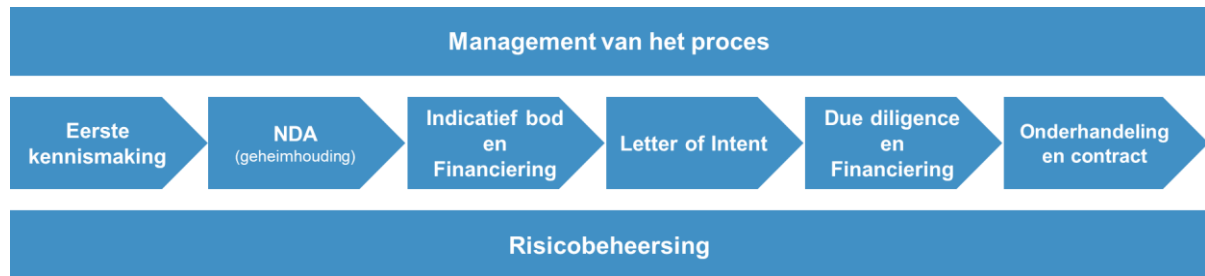 Management van het proces
Eerste
kennismaking
NDA
(geheimhouding)
Indicatief bod
en
Financiering
Letter of Intent
Due diligence
en
Financiering
Onderhandeling
en contract
Risicobeheersing